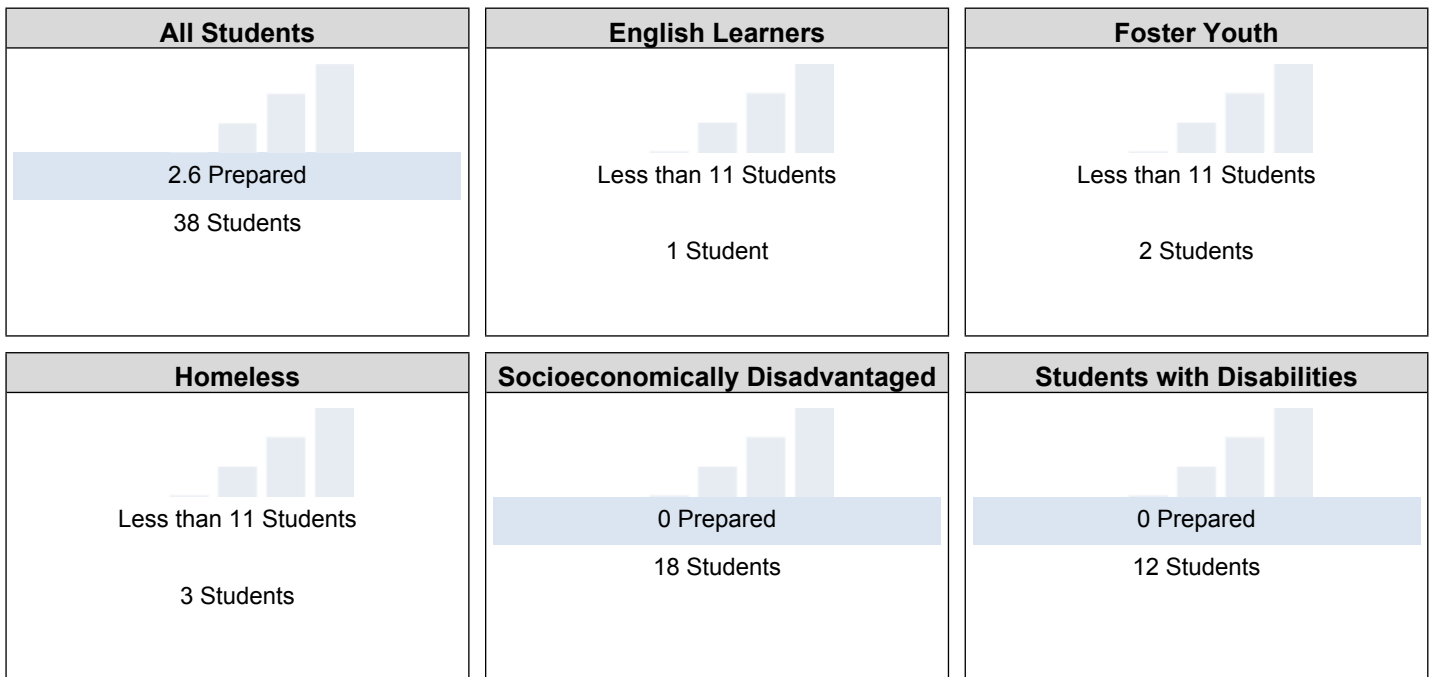 All Students
2.6 Prepared
38 Students
English Learners
Less than 11 Students
1 Student
Foster Youth
Less than 11 Students
2 Students
Homeless
Less than 11 Students
3 Students
Socioeconomically Disadvantaged
0 Prepared
18 Students
Students with Disabilities
0 Prepared
12 Students